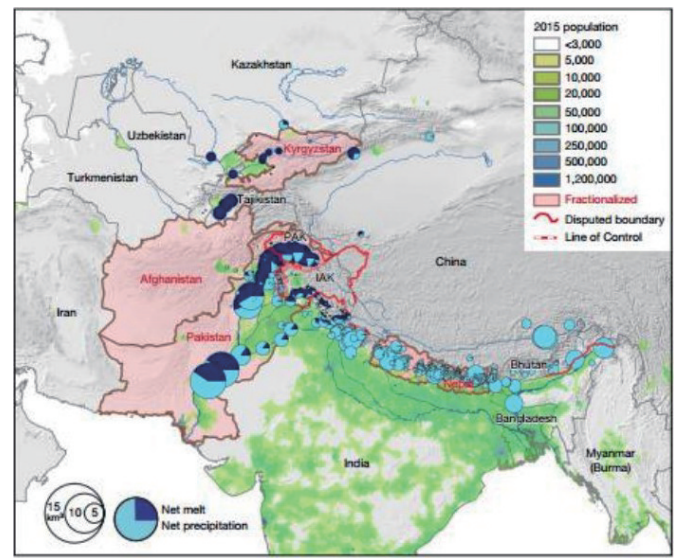 2015 population
<3,000
5,000
10,000
20,000
50,000
100,000
250,000
500,000
1,200,000
Fractionalized
Disputed boundary
Line of Control
Kazakhstan
Uzbekistan
Kyrgyzstan
Turkmenistan
Tajikistan
PAK
China
IAK
Afghanistan
Iran
Pakistan
Bhutan
Nepal
Bangladesh
India
Myanmar
(Burma)
15
km³
10
5
Net melt
Net precipitation